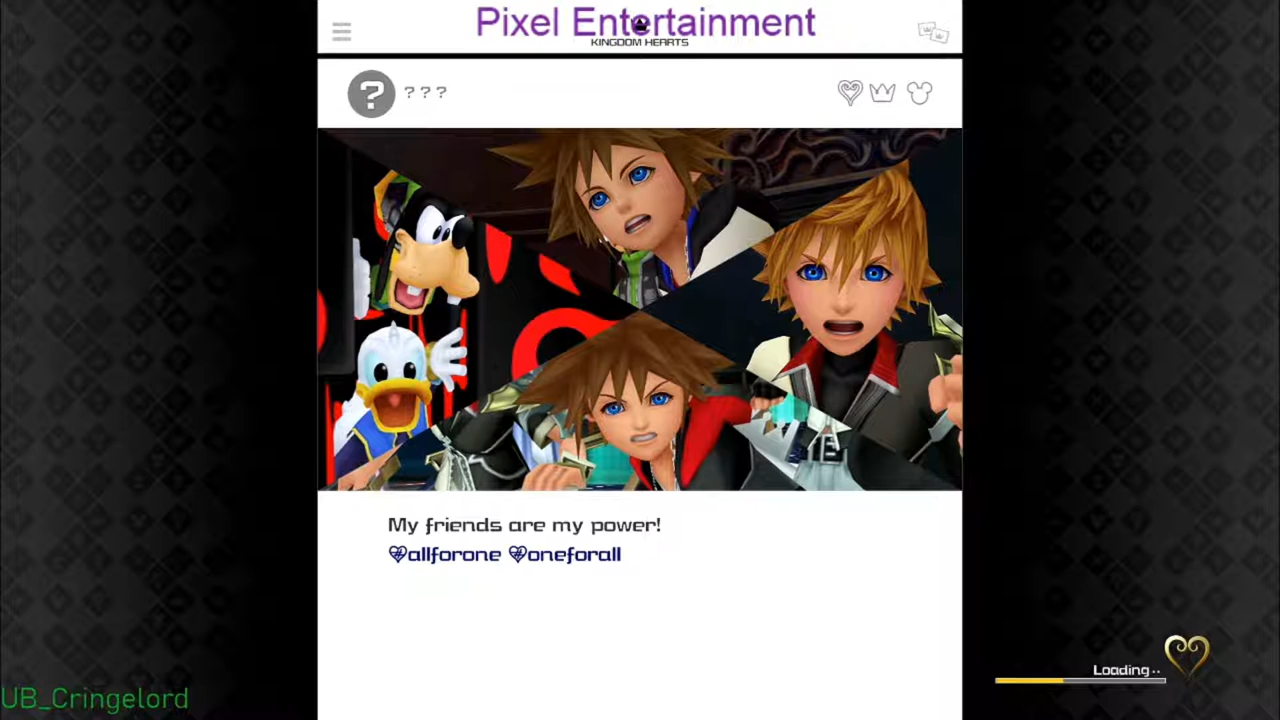 Pixel Entertainment
KINGDOM HEARTS
? ? ? ?
My friends are my power!
#allforone #oneforall
Loading..
UB_Cringelord